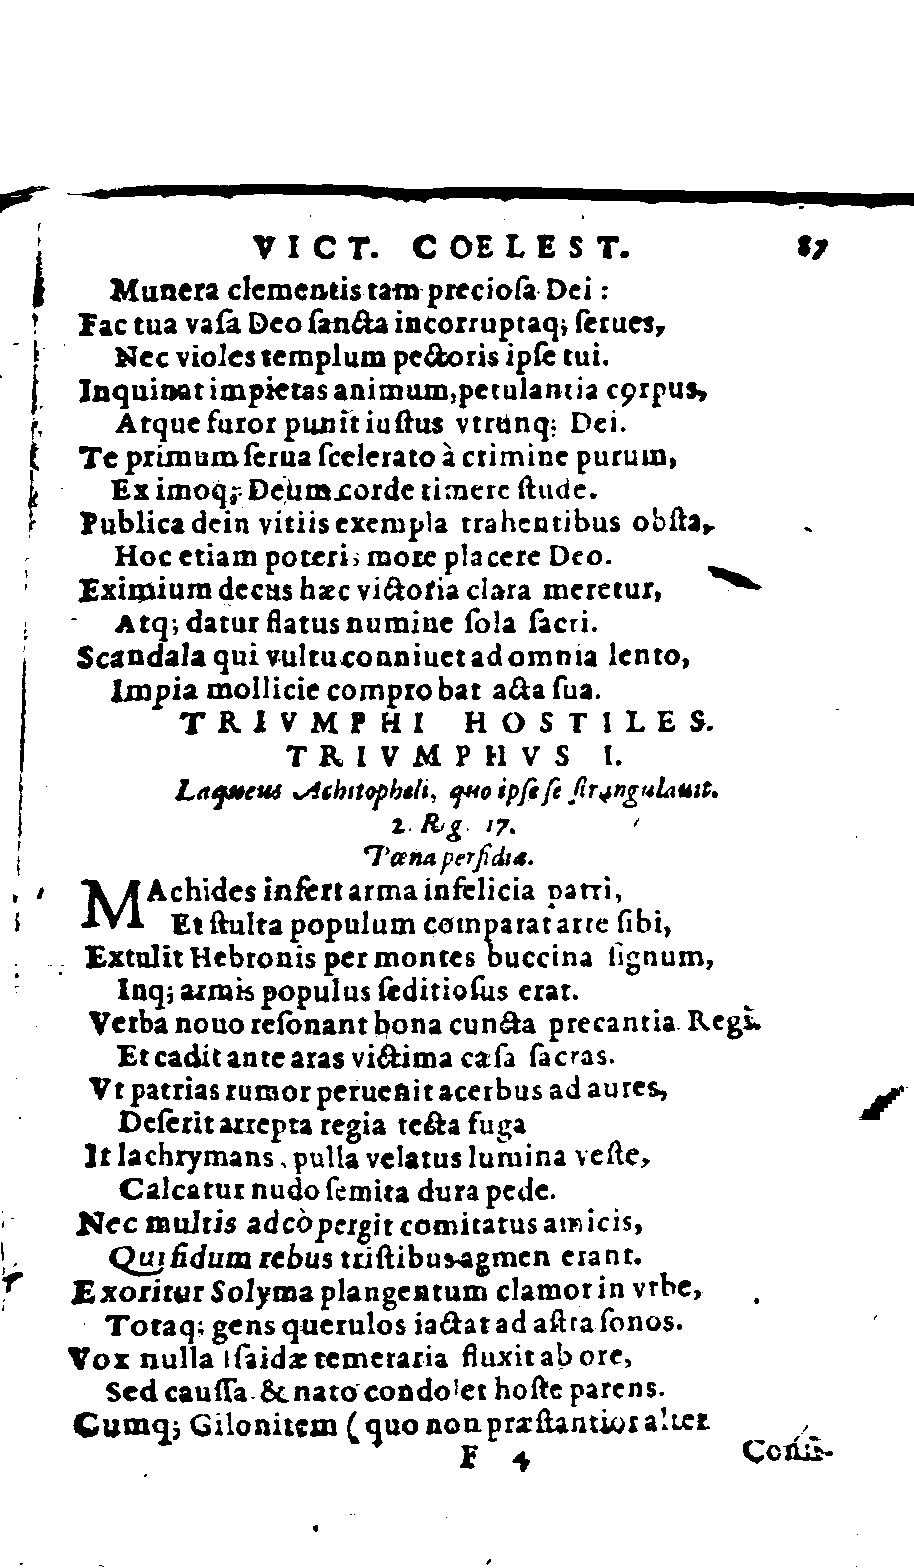 VICT. COELEST. 87
Munera clementis tam preciosa Dei:
Fac tua vaſa Deo ſancta incorruptaq; ſerues,
Nec violes templum pectoris ipſe tui.
Inquinat impietas animum, petulantia corpus,
Atque furor punit iuſtus vtrunq; Dei.
Te primum ſerua ſcelerato à crimine purum,
Ex imoq; Deum corde timere ſtude.
Publica dein vitiis exempla trahentibus obſta,
Hoc etiam poteris more placere Deo.
Eximium decus hæc victoria clara meretur,
Atq; datur flatus numine ſola ſacri.
Scandala qui vultu conniuet ad omnia lento,
Impia mollicie comprobat acta ſua.
TRIVMPHI HOSTILES.
TRIVMPHVS I.
Laqueus Achitopheli, quo ipſe ſe ſtrangulauit.
2. Rg. 17.
Pœna perfidiæ.
MAchides infert arma infelicia patri,
Et ſtulta populum comparat arte ſibi,
Extulit Hebronis per montes buccina ſignum,
Inq; armis populus ſeditioſus erat.
Verba nouo reſonant bona cuncta precantia Regi.
Et cadit ante aras victima cæſa ſacras.
Vt patrias rumor peruenit acerbus ad aures,
Deſerit arrepta regia tecta fuga
It lachrymans, pulla velatus lumina veſte,
Calcatur nudo ſemita dura pede.
Nec multis adeò pergit comitatus amicis,
Qui fidum rebus triſtibus agmen erant.
Exoritur Solyma plangentum clamor in vrbe,
Totaq; gens querulos iactat ad aſtra ſonos.
Vox nulla Iſaidæ temeraria fluxit ab ore,
Sed cauſſa & nato condolet hoſte parens.
Cumq; Gilonitem (quo non præſtantior alter
F 4